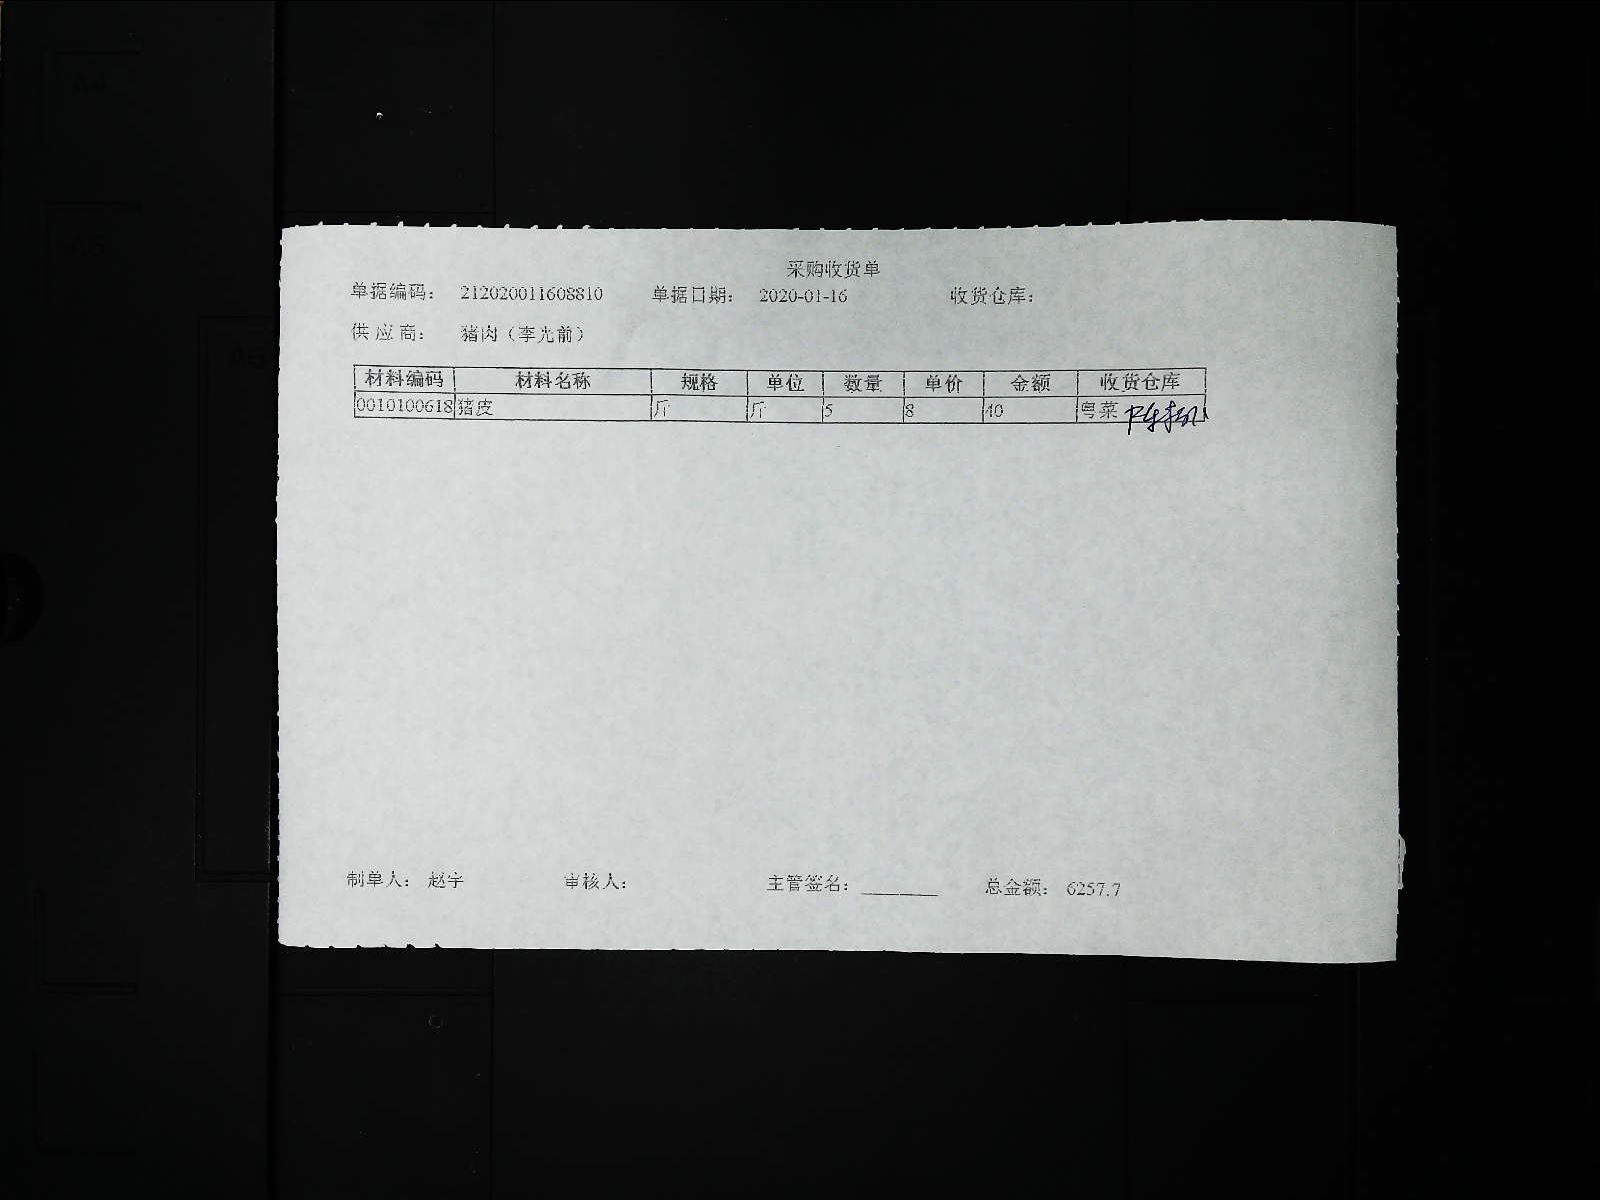 采购收货单
单据编码： 212020011608810 单据日期： 2020-01-16 收货仓库：
供应商： 猪肉（李光前）
材料编码 材料名称 规格 单位 数量 单价 金额 收货仓库
0010100618 猪皮 斤 斤 5 8 40 粤菜
制单人： 赵宇 审核人： 主管签名： 总金额： 6257.7